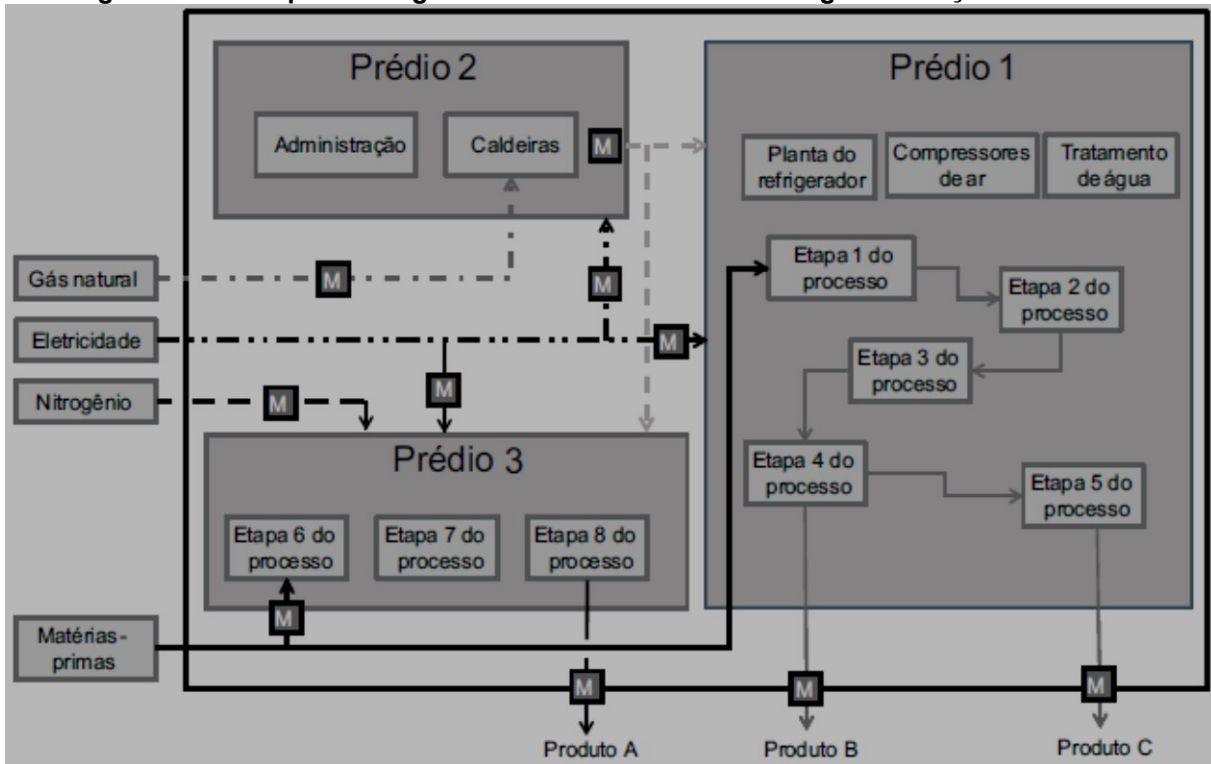 Prédio 2
Administração
Caldeiras
M
Prédio 1
Planta do
refrigerador
Compressores
de ar
Tratamento
de água
Gás natural
M
M
Eletricidade
M
Nitrogênio
M
M
Etapa 1 do
processo
Etapa 2 do
processo
Etapa 3 do
processo
Etapa 4 do
processo
Etapa 5 do
processo
Prédio 3
Etapa 6 do
processo
Etapa 7 do
processo
Etapa 8 do
processo
M
Matérias-
primas
M
M
M
Produto A
Produto B
Produto C